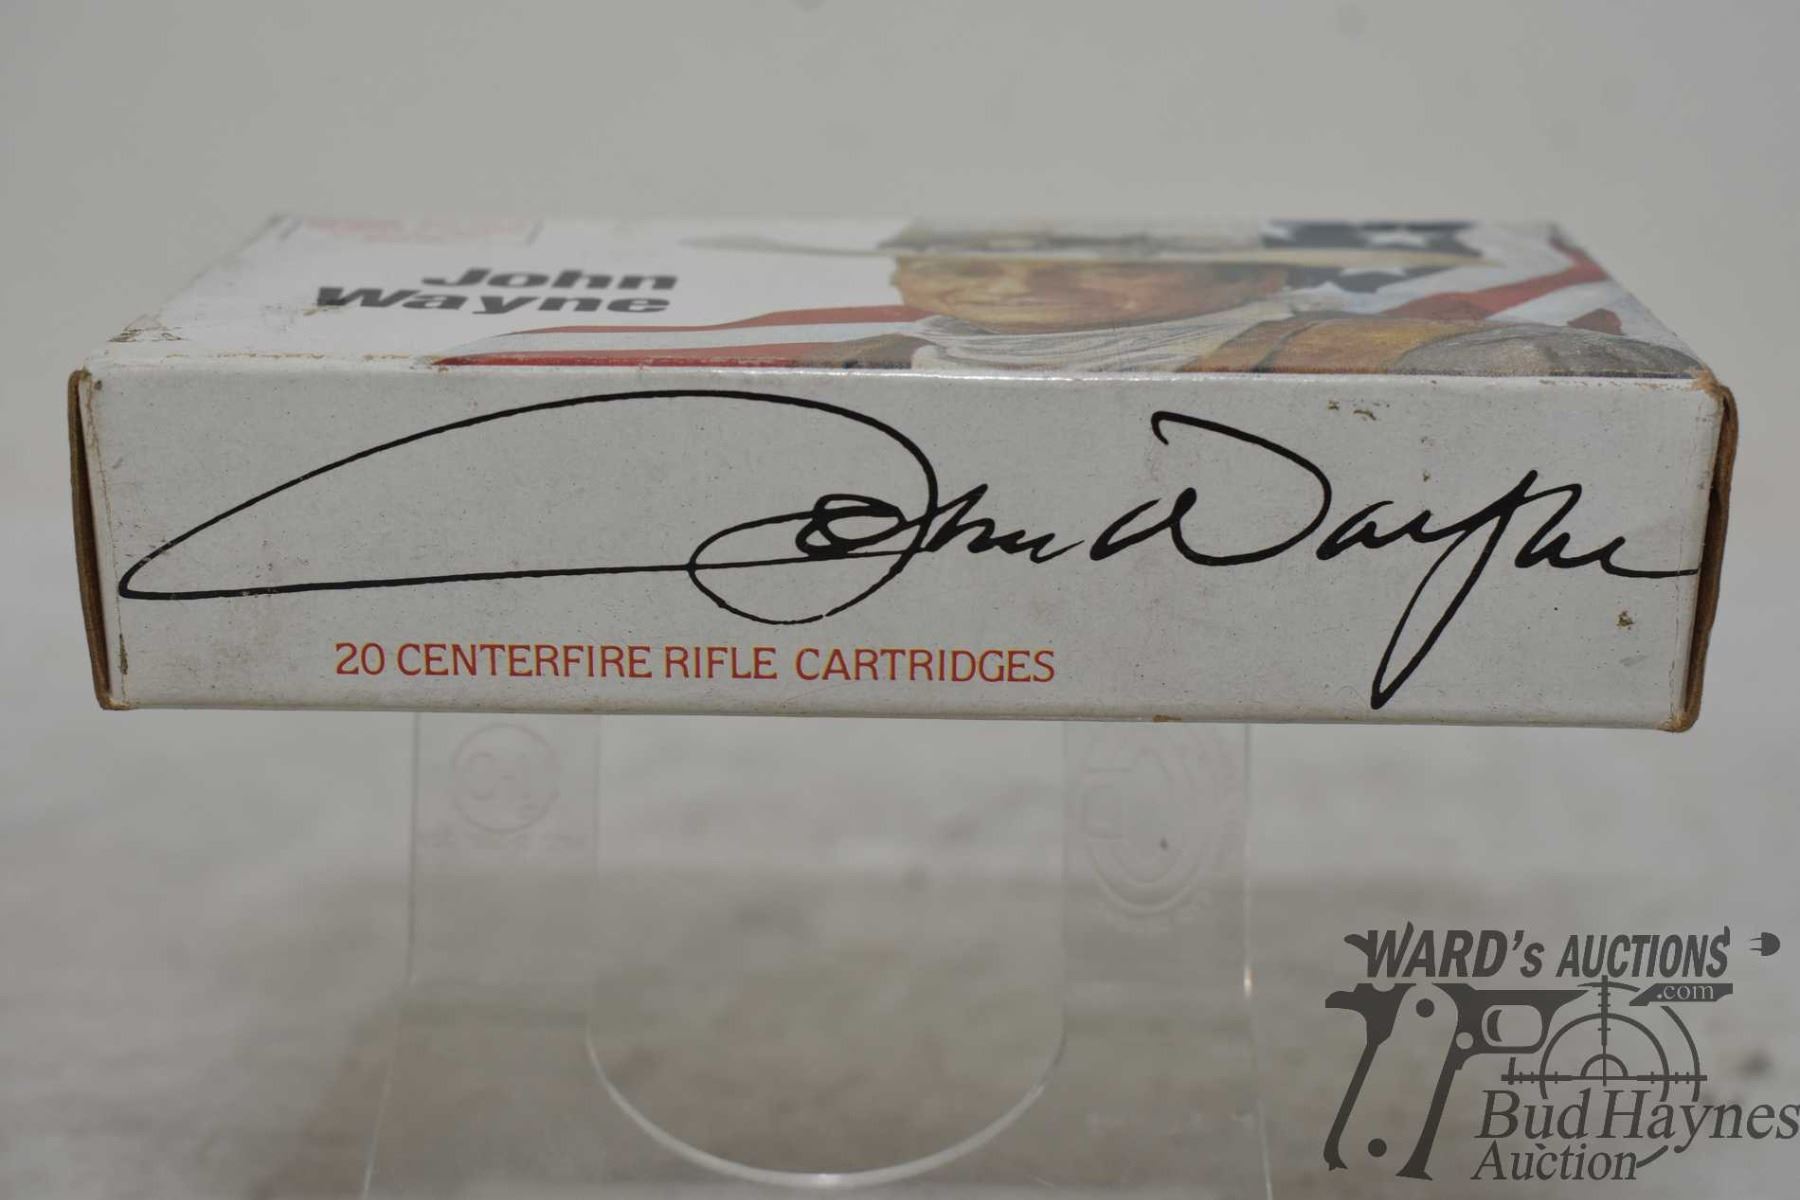 John
Wayne
John Wayne
20 CENTERFIRE RIFLE CARTRIDGES
WARD's AUCTIONS
.com
Bud Haynes
Auction